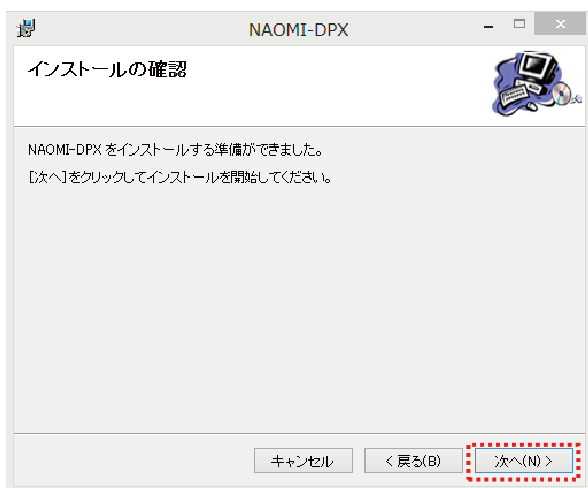 NAOMI-DPX
インストールの確認
NAOMI-DPX をインストールする準備ができました。
[次へ]をクリックしてインストールを開始してください。
キャンセル
< 戻る(B)
次へ(N) >